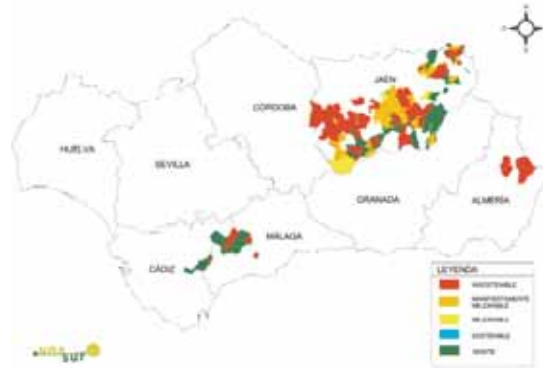 N
JAÉN
CÓRDOBA
HUELVA
SEVILLA
GRANADA
ALMERÍA
MÁLAGA
CÁDIZ
LEYENDA
INSOSTENIBLE
MANIFIESTAMENTE
MEJORABLE
MEJORABLE
SOSTENIBLE
sur